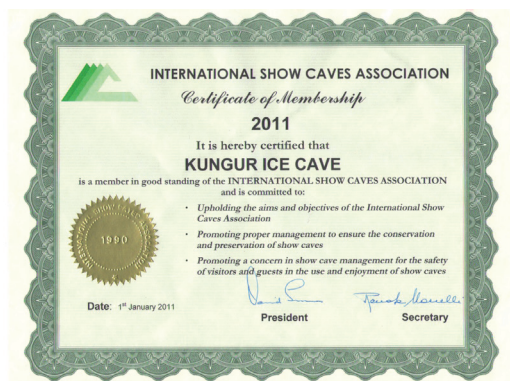 INTERNATIONAL SHOW CAVES ASSOCIATION
Certificate of Membership
2011
It is hereby certified that
KUNGUR ICE CAVE
is a member in good standing of the INTERNATIONAL SHOW CAVES ASSOCIATION
and is committed to:
· Upholding the aims and objectives of the International Show
Caves Association
· Promoting proper management to ensure the conservation
and preservation of show caves
· Promoting a concern in show cave management for the safety
of visitors and guests in the use and enjoyment of show caves
1990
Date: 1st January 2011
President
Secretary